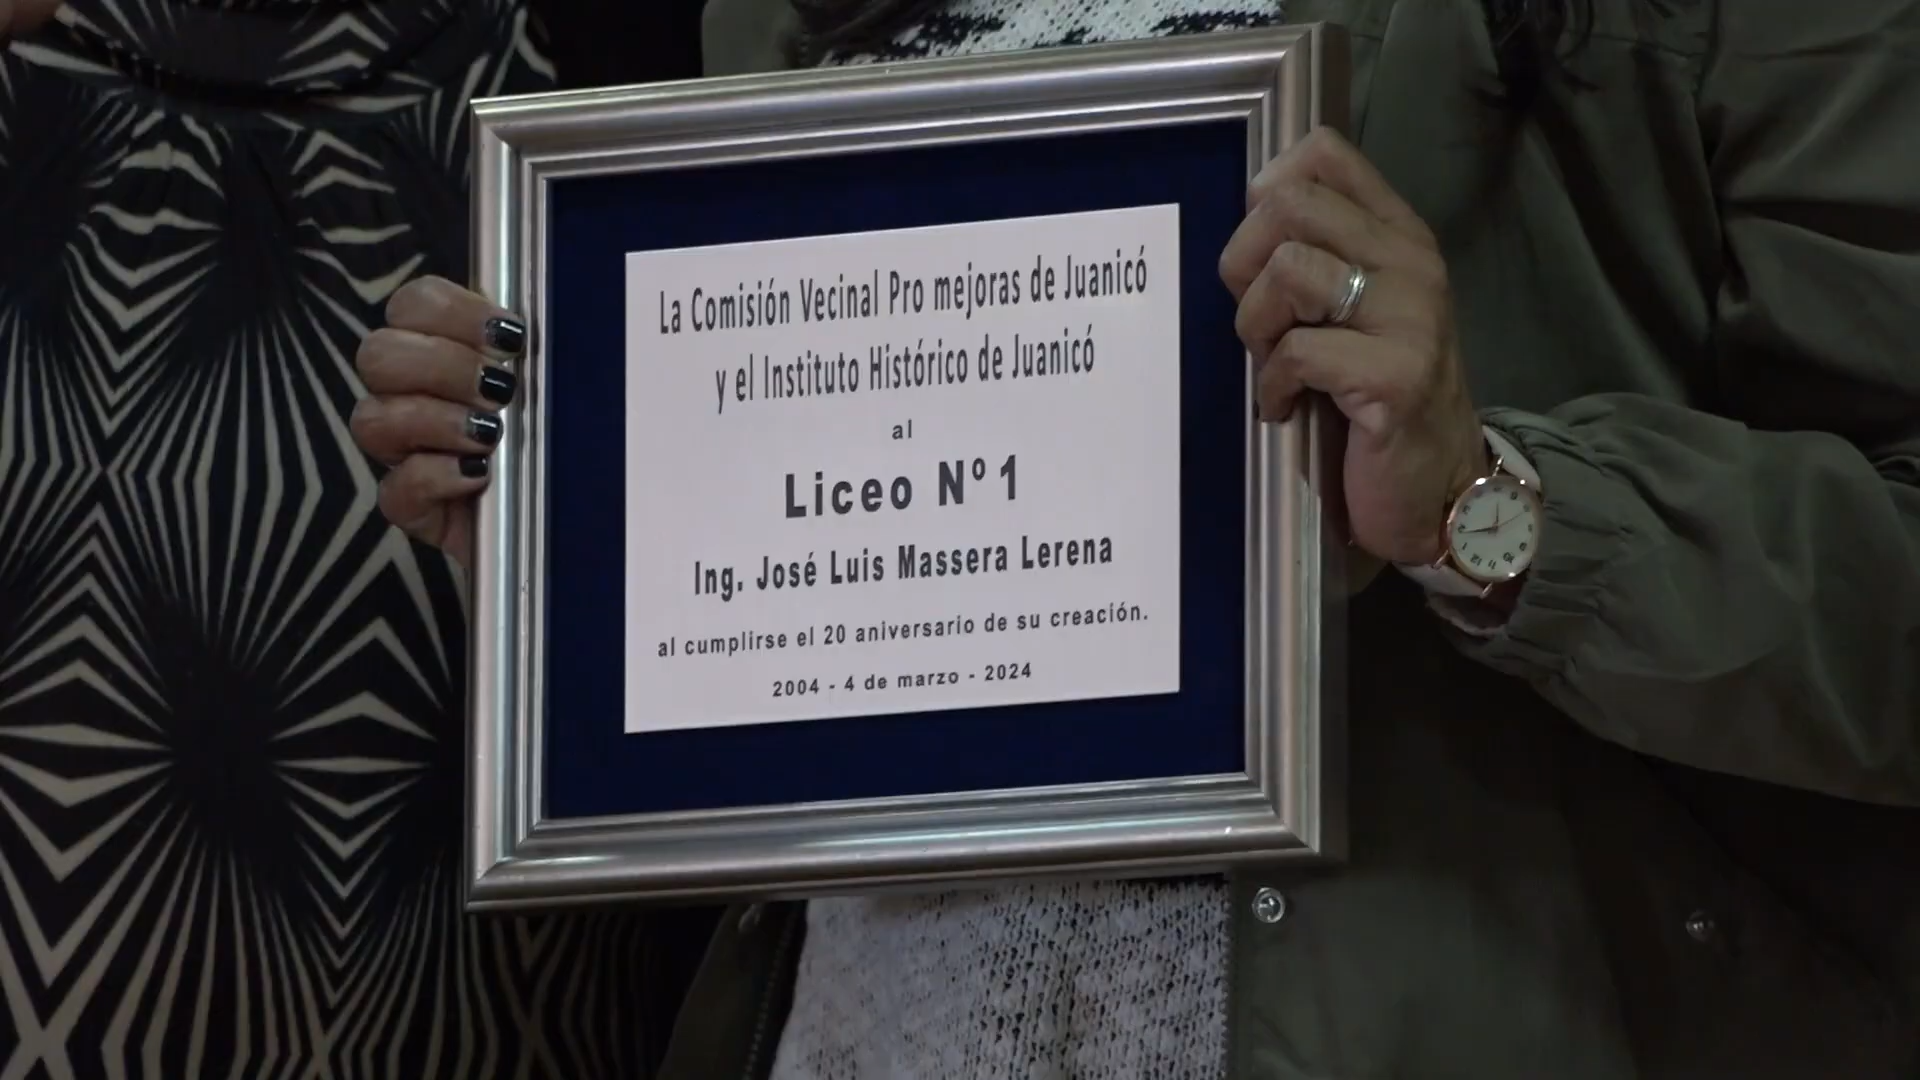 La Comisión Vecinal Pro mejoras de Juanicó
y el Instituto Histórico de Juanicó
al
Liceo Nº 1
Ing. José Luis Massera Lerena
al cumplirse el 20 aniversario de su creación.
2004 - 4 de marzo - 2024